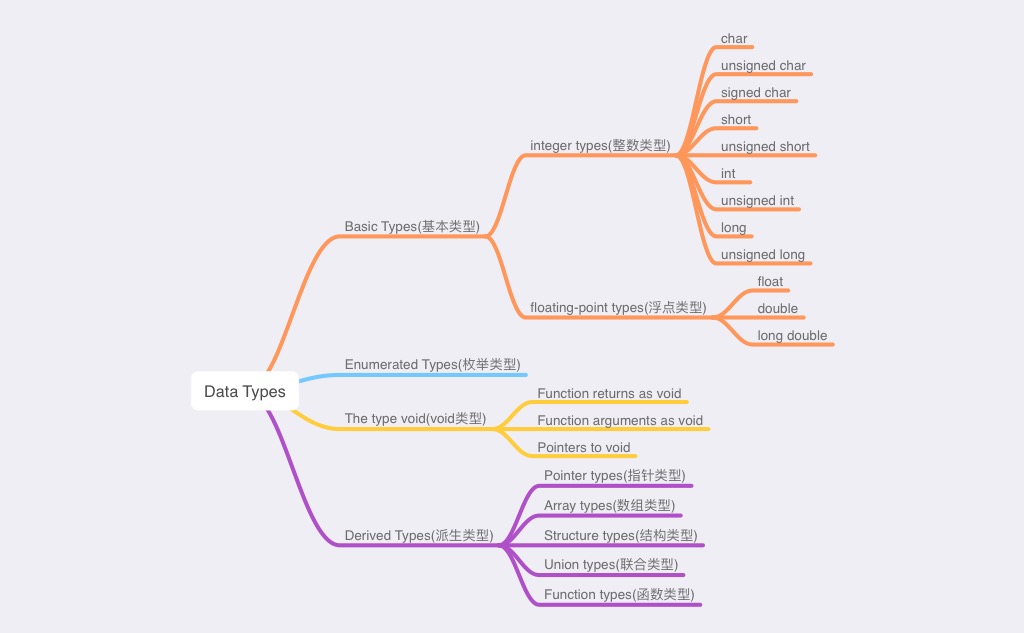 Data Types
Basic Types(基本类型)
integer types(整数类型)
char
unsigned char
signed char
short
unsigned short
int
unsigned int
long
unsigned long
floating-point types(浮点类型)
float
double
long double
Enumerated Types(枚举类型)
The type void(void类型)
Function returns as void
Function arguments as void
Pointers to void
Derived Types(派生类型)
Pointer types(指针类型)
Array types(数组类型)
Structure types(结构类型)
Union types(联合类型)
Function types(函数类型)